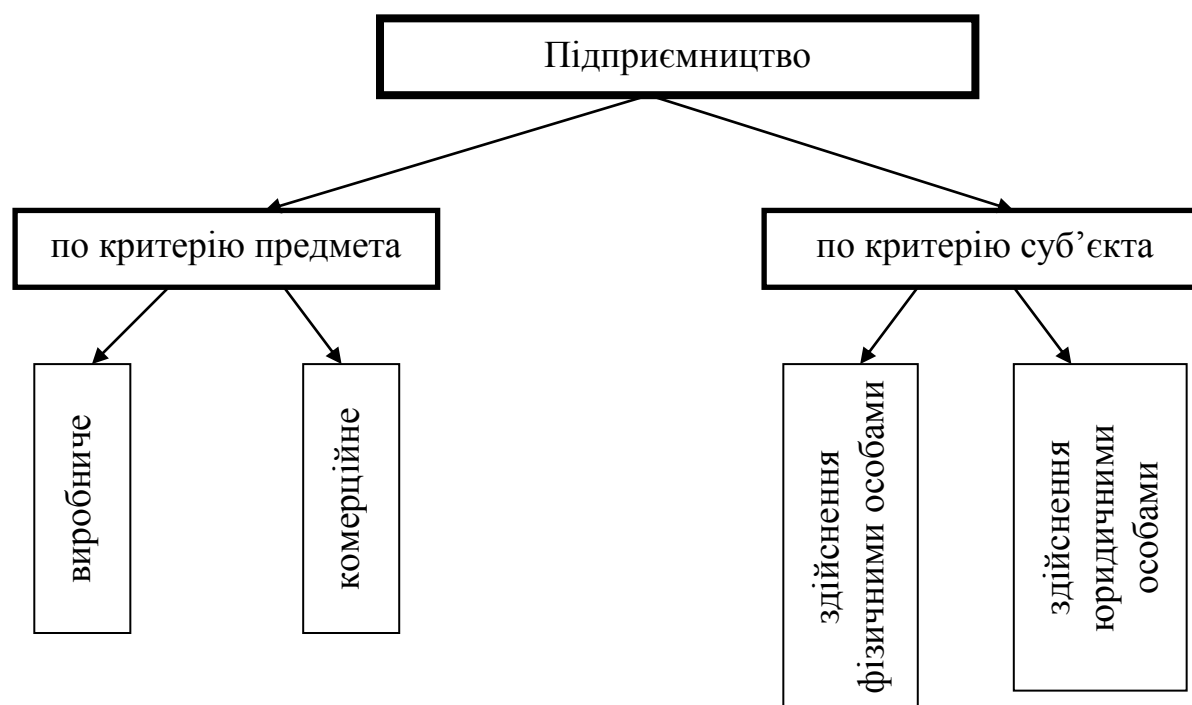 Підприємництво
по критерію предмета
по критерію суб’єкта
виробниче
комерційне
здійснення
фізичними особами
здійснення
юридичними
особами